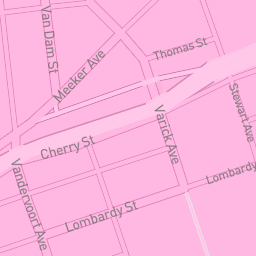 Van Dam St
Meeker Ave
Thomas St
Stewart Ave
Varick Ave
Cherry St
Vandervoort Ave
Lombardy St
Lombardy